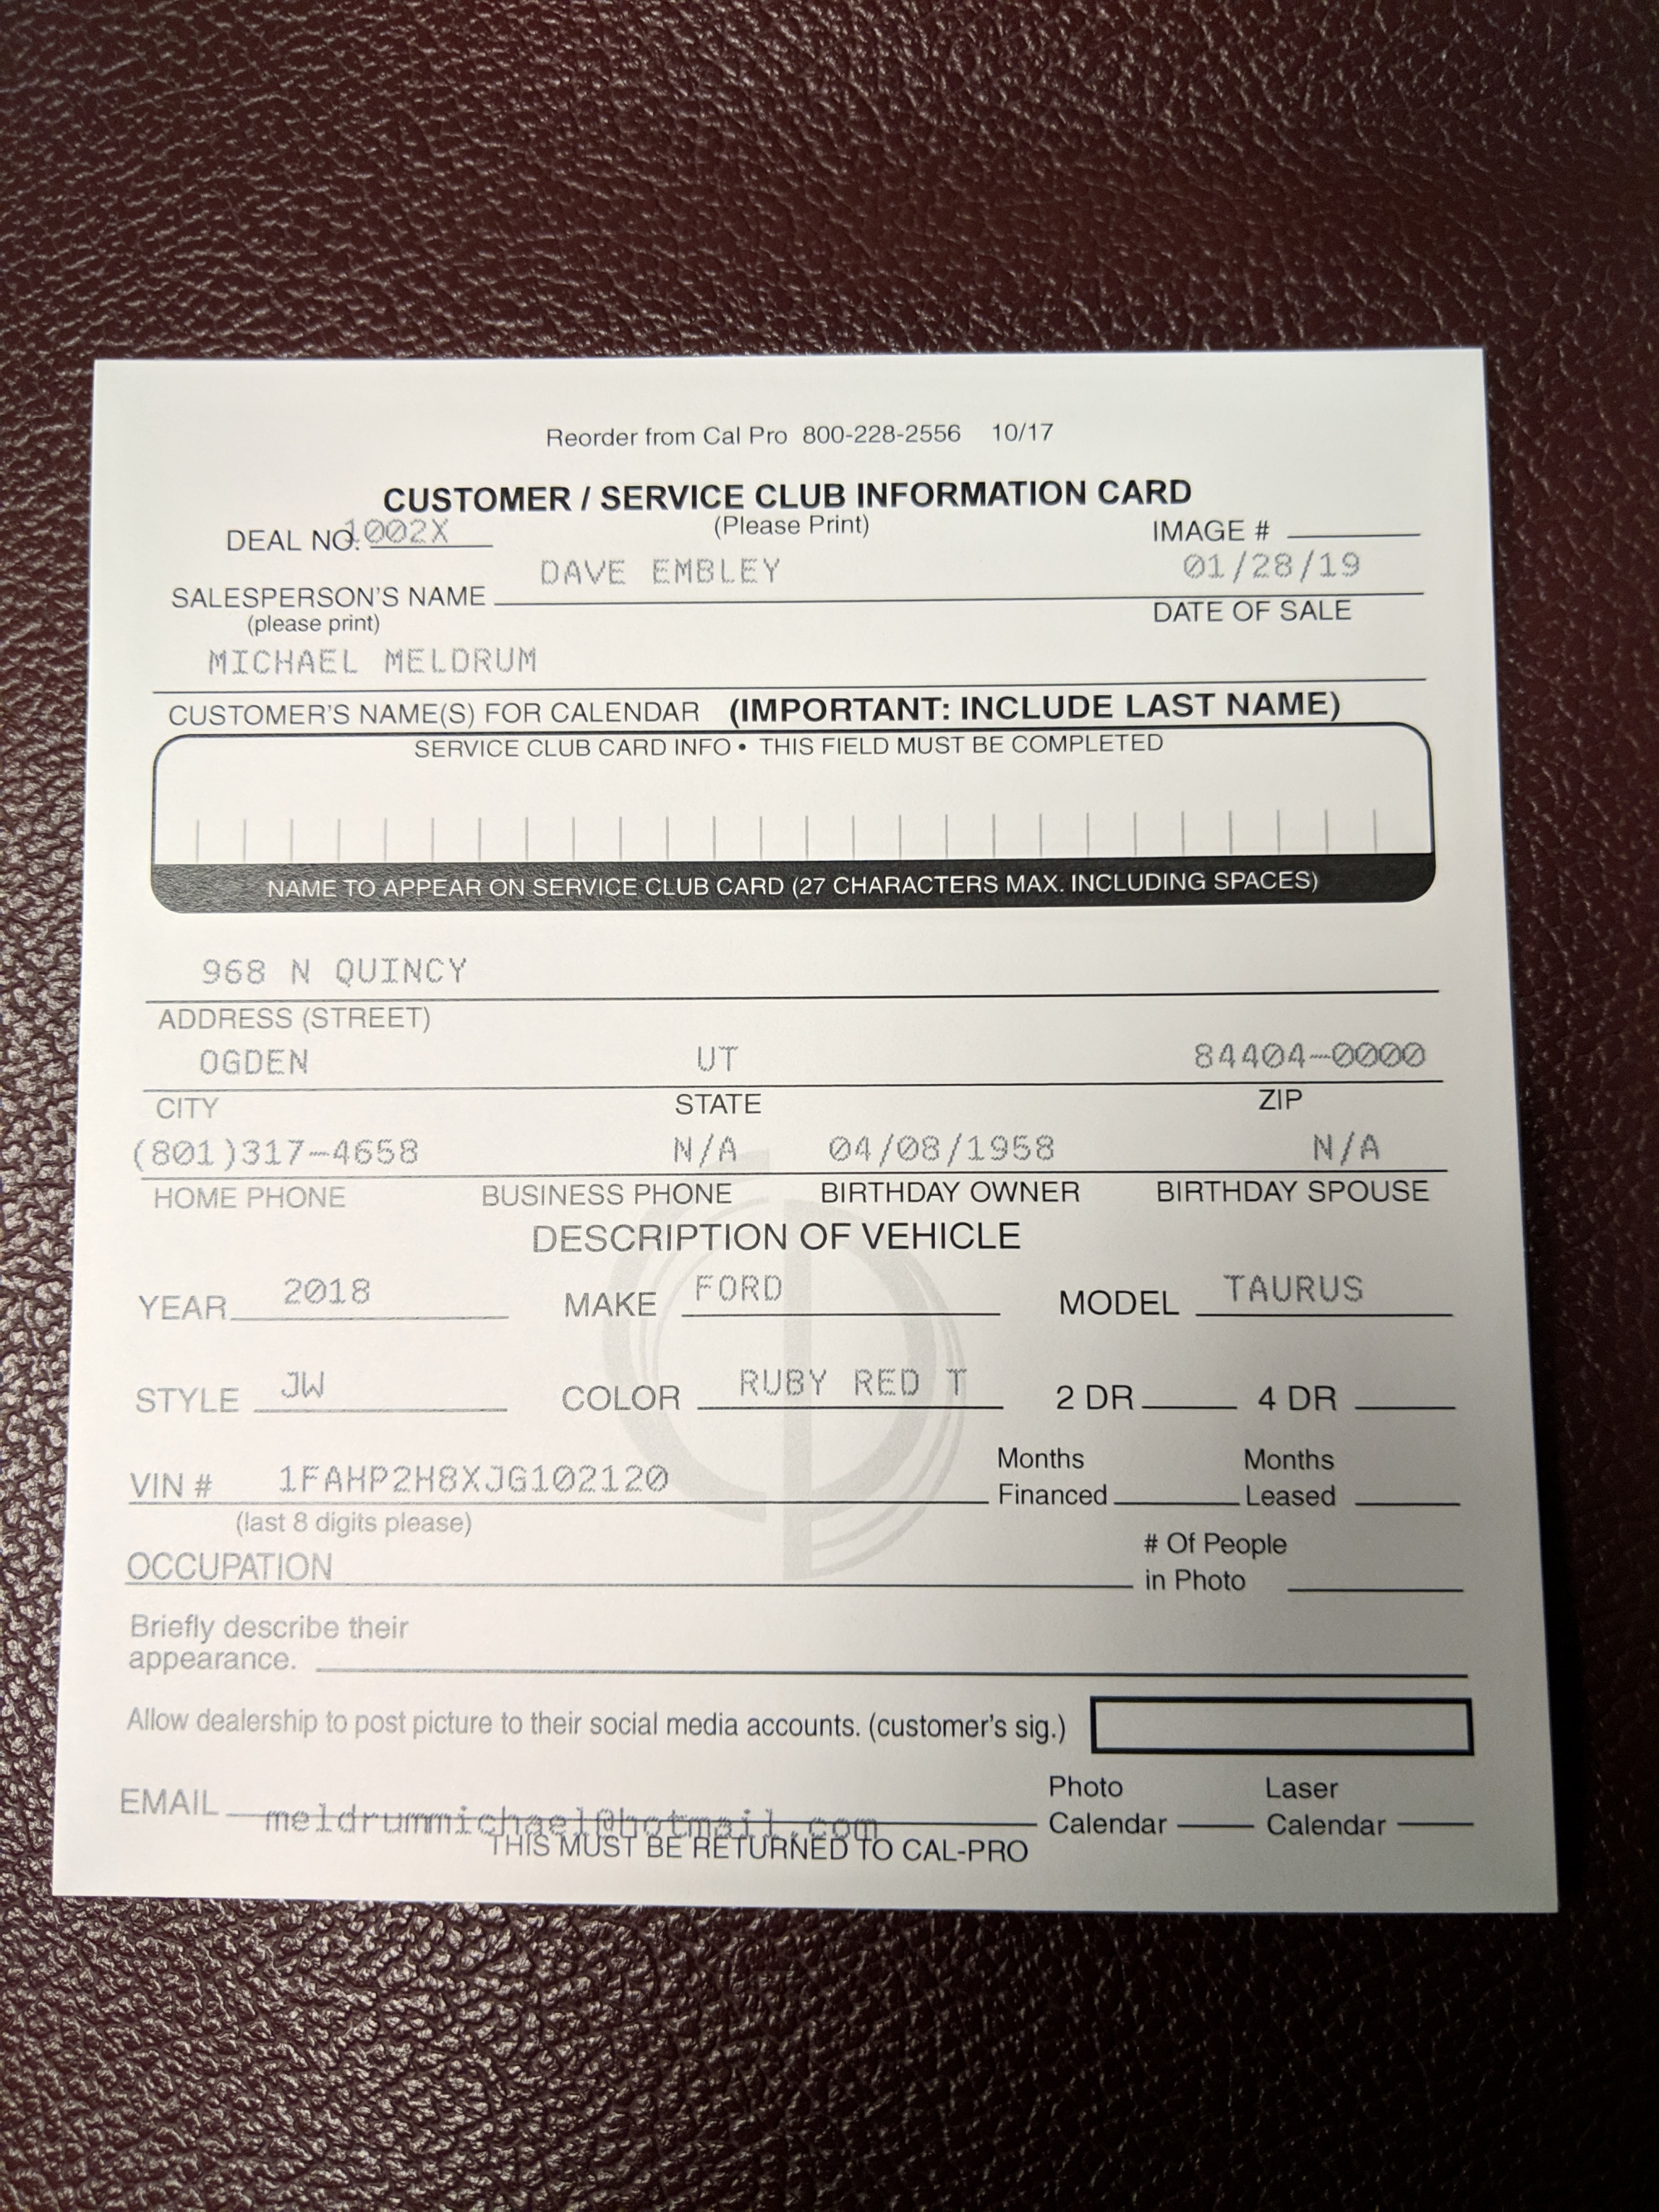 Reorder from Cal Pro 800-228-2556 10/17
CUSTOMER / SERVICE CLUB INFORMATION CARD
DEAL NO. 1002X (Please Print) IMAGE #
DAVE EMBLEY 01/28/19
SALESPERSON'S NAME DATE OF SALE
(please print)
MICHAEL MELDRUM
CUSTOMER'S NAME(S) FOR CALENDAR (IMPORTANT: INCLUDE LAST NAME)
SERVICE CLUB CARD INFO • THIS FIELD MUST BE COMPLETED
NAME TO APPEAR ON SERVICE CLUB CARD (27 CHARACTERS MAX. INCLUDING SPACES)
968 N QUINCY
ADDRESS (STREET)
OGDEN UT 84404-0000
CITY STATE ZIP
(801)317-4658 N/A 04/08/1958 N/A
HOME PHONE BUSINESS PHONE BIRTHDAY OWNER BIRTHDAY SPOUSE
DESCRIPTION OF VEHICLE
YEAR 2018 MAKE FORD MODEL TAURUS
STYLE JW COLOR RUBY RED T 2 DR 4 DR
Months Months
VIN # 1FAHP2H8XJG102120 Financed Leased
(last 8 digits please)
# Of People
OCCUPATION in Photo
Briefly describe their
appearance.
Allow dealership to post picture to their social media accounts. (customer's sig.)
Photo Laser
EMAIL meldrummichael@hotmail.com Calendar Calendar
THIS MUST BE RETURNED TO CAL-PRO